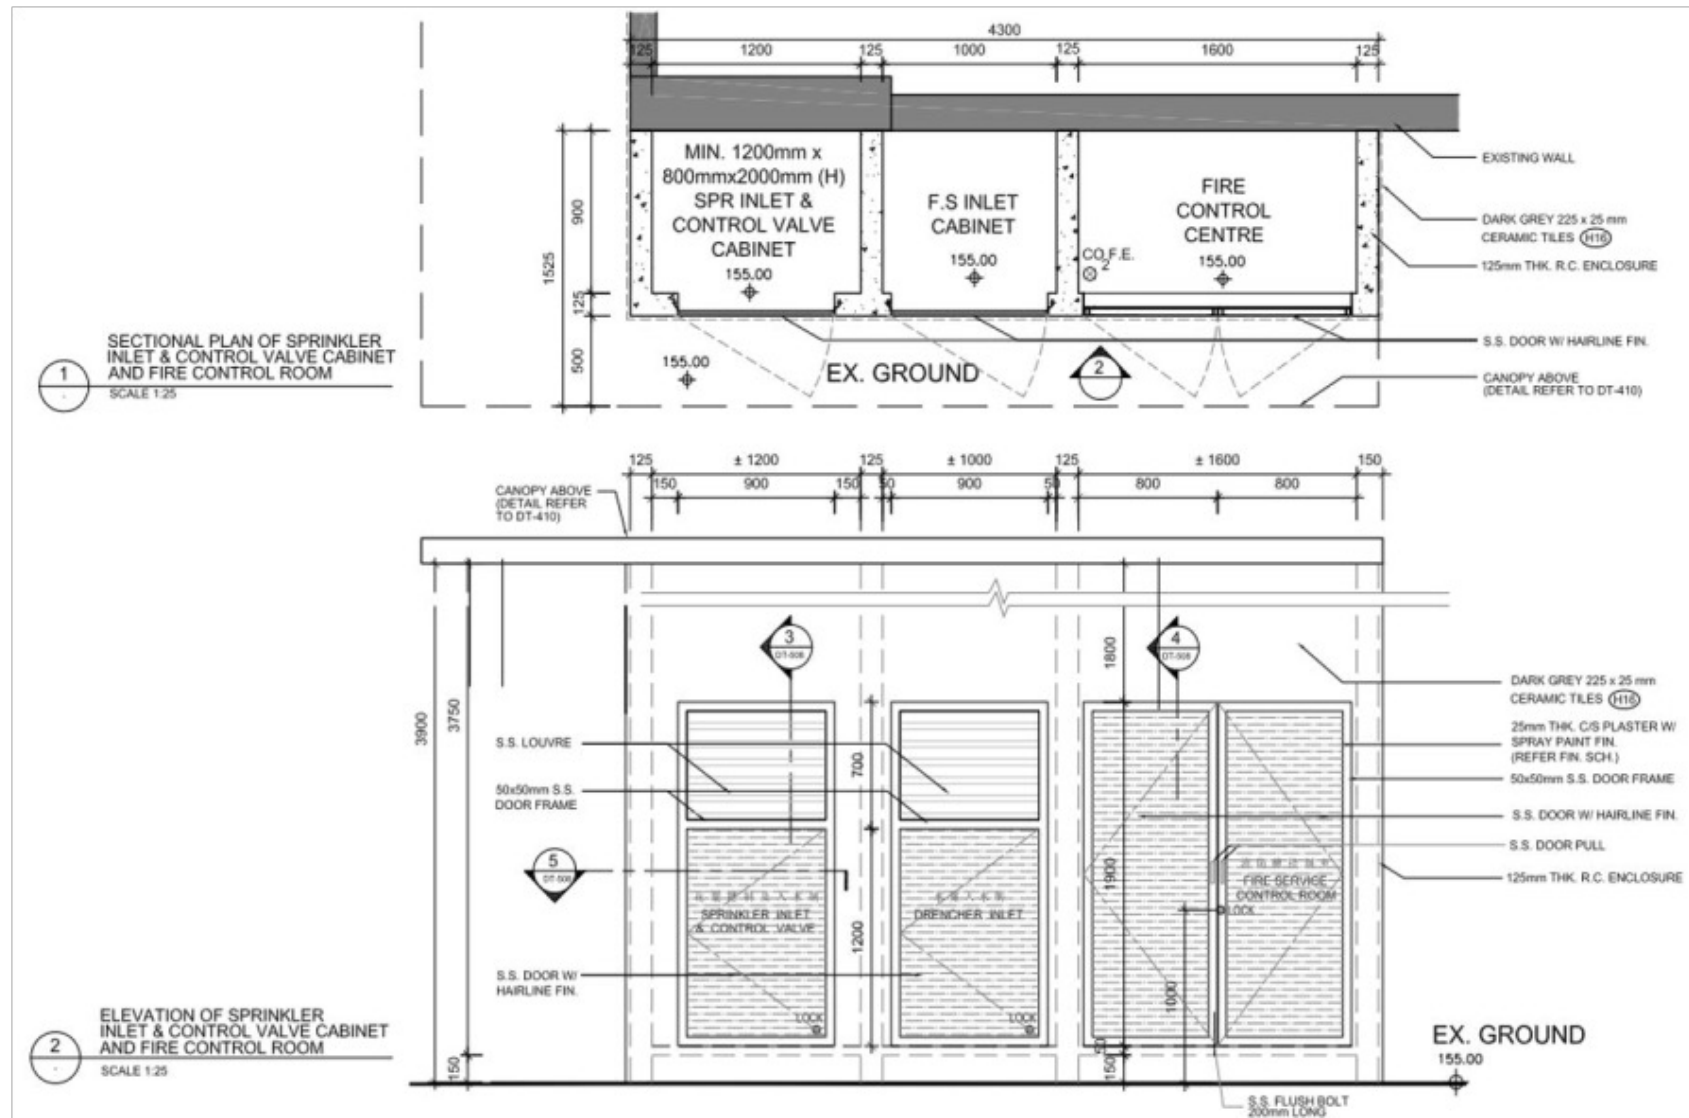 4300
125
1200
125
1000
125
1600
125
MIN. 1200mm x
800mmx2000mm (H)
SPR INLET &
CONTROL VALVE
CABINET
155.00
F.S INLET
CABINET
155.00
FIRE
CONTROL
CENTRE
155.00
CO F.E.
2
1525
900
125
500
EXISTING WALL
DARK GREY 225 x 25 mm
CERAMIC TILES H16
125mm THK. R.C. ENCLOSURE
S.S. DOOR W/ HAIRLINE FIN.
CANOPY ABOVE
(DETAIL REFER TO DT-410)
155.00
EX. GROUND
2
1
SECTIONAL PLAN OF SPRINKLER
INLET & CONTROL VALVE CABINET
AND FIRE CONTROL ROOM
SCALE 1:25
125
± 1200
125
± 1000
125
± 1600
150
150
900
150
50
900
50
800
800
CANOPY ABOVE
(DETAIL REFER
TO DT-410)
3
DT-508
4
DT-508
5
DT-508
3900
3750
150
1800
700
1900
1200
1000
50
150
S.S. LOUVRE
50x50mm S.S.
DOOR FRAME
S.S. DOOR W/
HAIRLINE FIN.
SPRINKLER INLET
& CONTROL VALVE
LOCK
DRENCHER INLET
LOCK
FIRE SERVICE
CONTROL ROOM
LOCK
DARK GREY 225 x 25 mm
CERAMIC TILES H16
25mm THK. C/S PLASTER W/
SPRAY PAINT FIN.
(REFER FIN. SCH.)
50x50mm S.S. DOOR FRAME
S.S. DOOR W/ HAIRLINE FIN.
S.S. DOOR PULL
125mm THK. R.C. ENCLOSURE
2
ELEVATION OF SPRINKLER
INLET & CONTROL VALVE CABINET
AND FIRE CONTROL ROOM
SCALE 1:25
EX. GROUND
155.00
S.S. FLUSH BOLT
200mm LONG